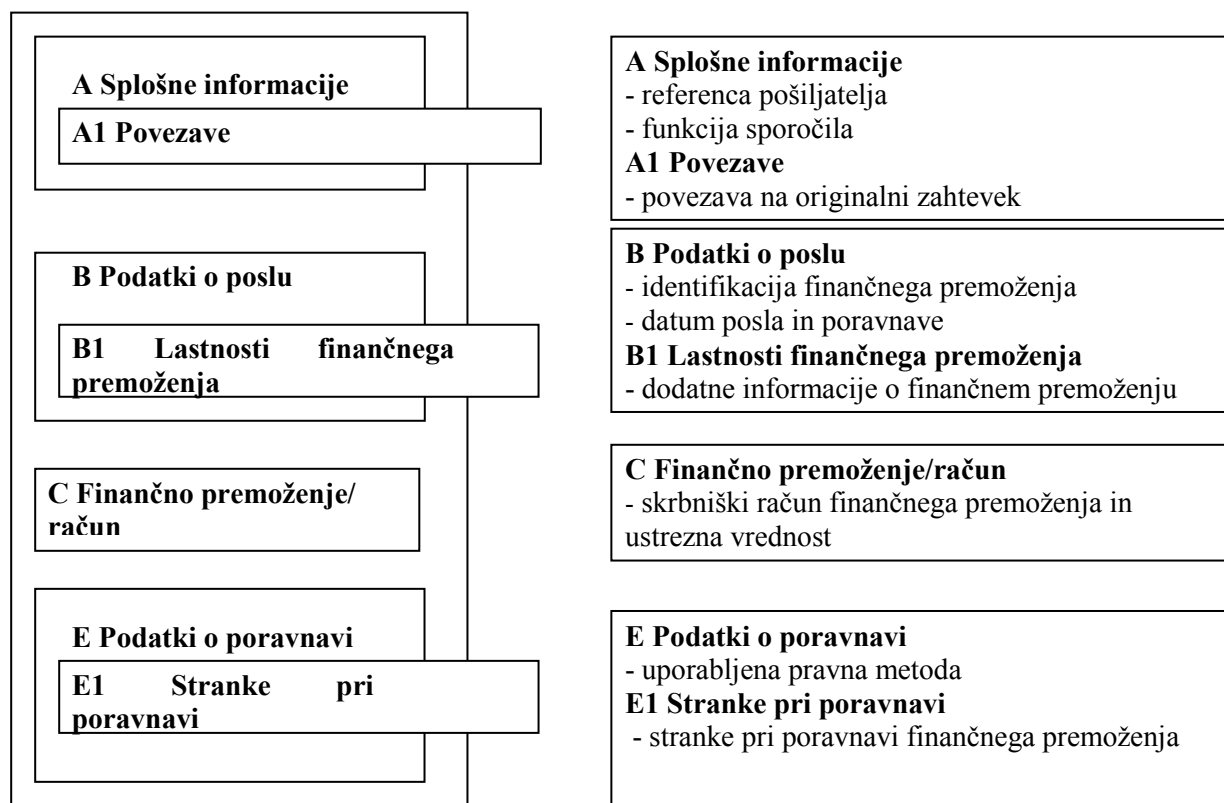 A Splošne informacije
A1 Povezave
B Podatki o poslu
B1 Lastnosti finančnega
premoženja
C Finančno premoženje/
račun
E Podatki o poravnavi
E1 Stranke pri
poravnavi
A Splošne informacije
- referenca pošiljatelja
- funkcija sporočila
A1 Povezave
- povezava na originalni zahtevek
B Podatki o poslu
- identifikacija finančnega premoženja
- datum posla in poravnave
B1 Lastnosti finančnega premoženja
- dodatne informacije o finančnem premoženju
C Finančno premoženje/račun
- skrbniški račun finančnega premoženja in
ustrezna vrednost
E Podatki o poravnavi
- uporabljena pravna metoda
E1 Stranke pri poravnavi
- stranke pri poravnavi finančnega premoženja